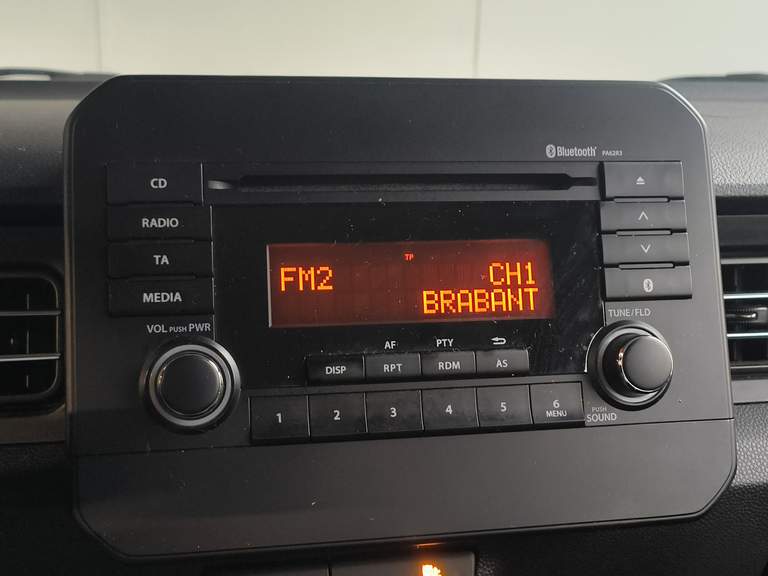 Bluetooth PA62R3
CD
RADIO
TA
MEDIA
TP
FM2 CH1
BRABANT
VOL PUSH PWR
TUNE/FLD
AF PTY
DISP RPT RDM AS
1 2 3 4 5 6
MENU
PUSH
SOUND